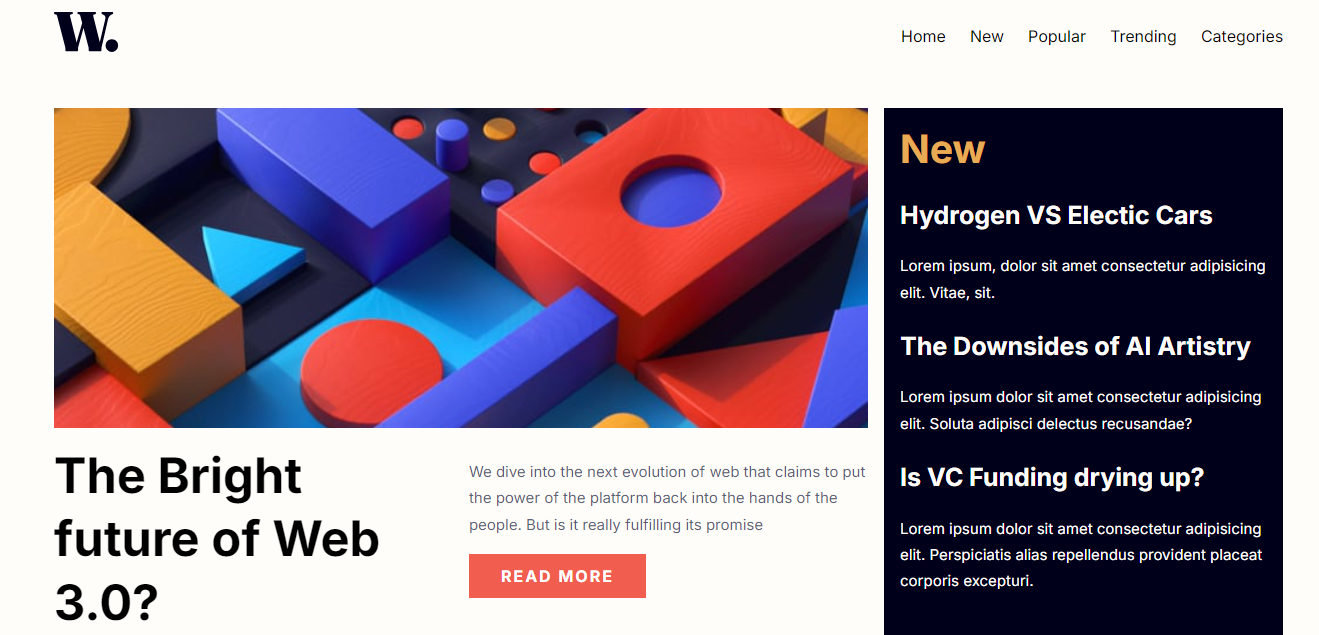 W.
Home New Popular Trending Categories
The Bright
future of Web
3.0?
We dive into the next evolution of web that claims to put
the power of the platform back into the hands of the
people. But is it really fulfilling its promise
READ MORE
New
Hydrogen VS Electic Cars
Lorem ipsum, dolor sit amet consectetur adipisicing
elit. Vitae, sit.
The Downsides of AI Artistry
Lorem ipsum dolor sit amet consectetur adipisicing
elit. Soluta adipisci delectus recusandae?
Is VC Funding drying up?
Lorem ipsum dolor sit amet consectetur adipisicing
elit. Perspiciatis alias repellendus provident placeat
corporis excepturi.